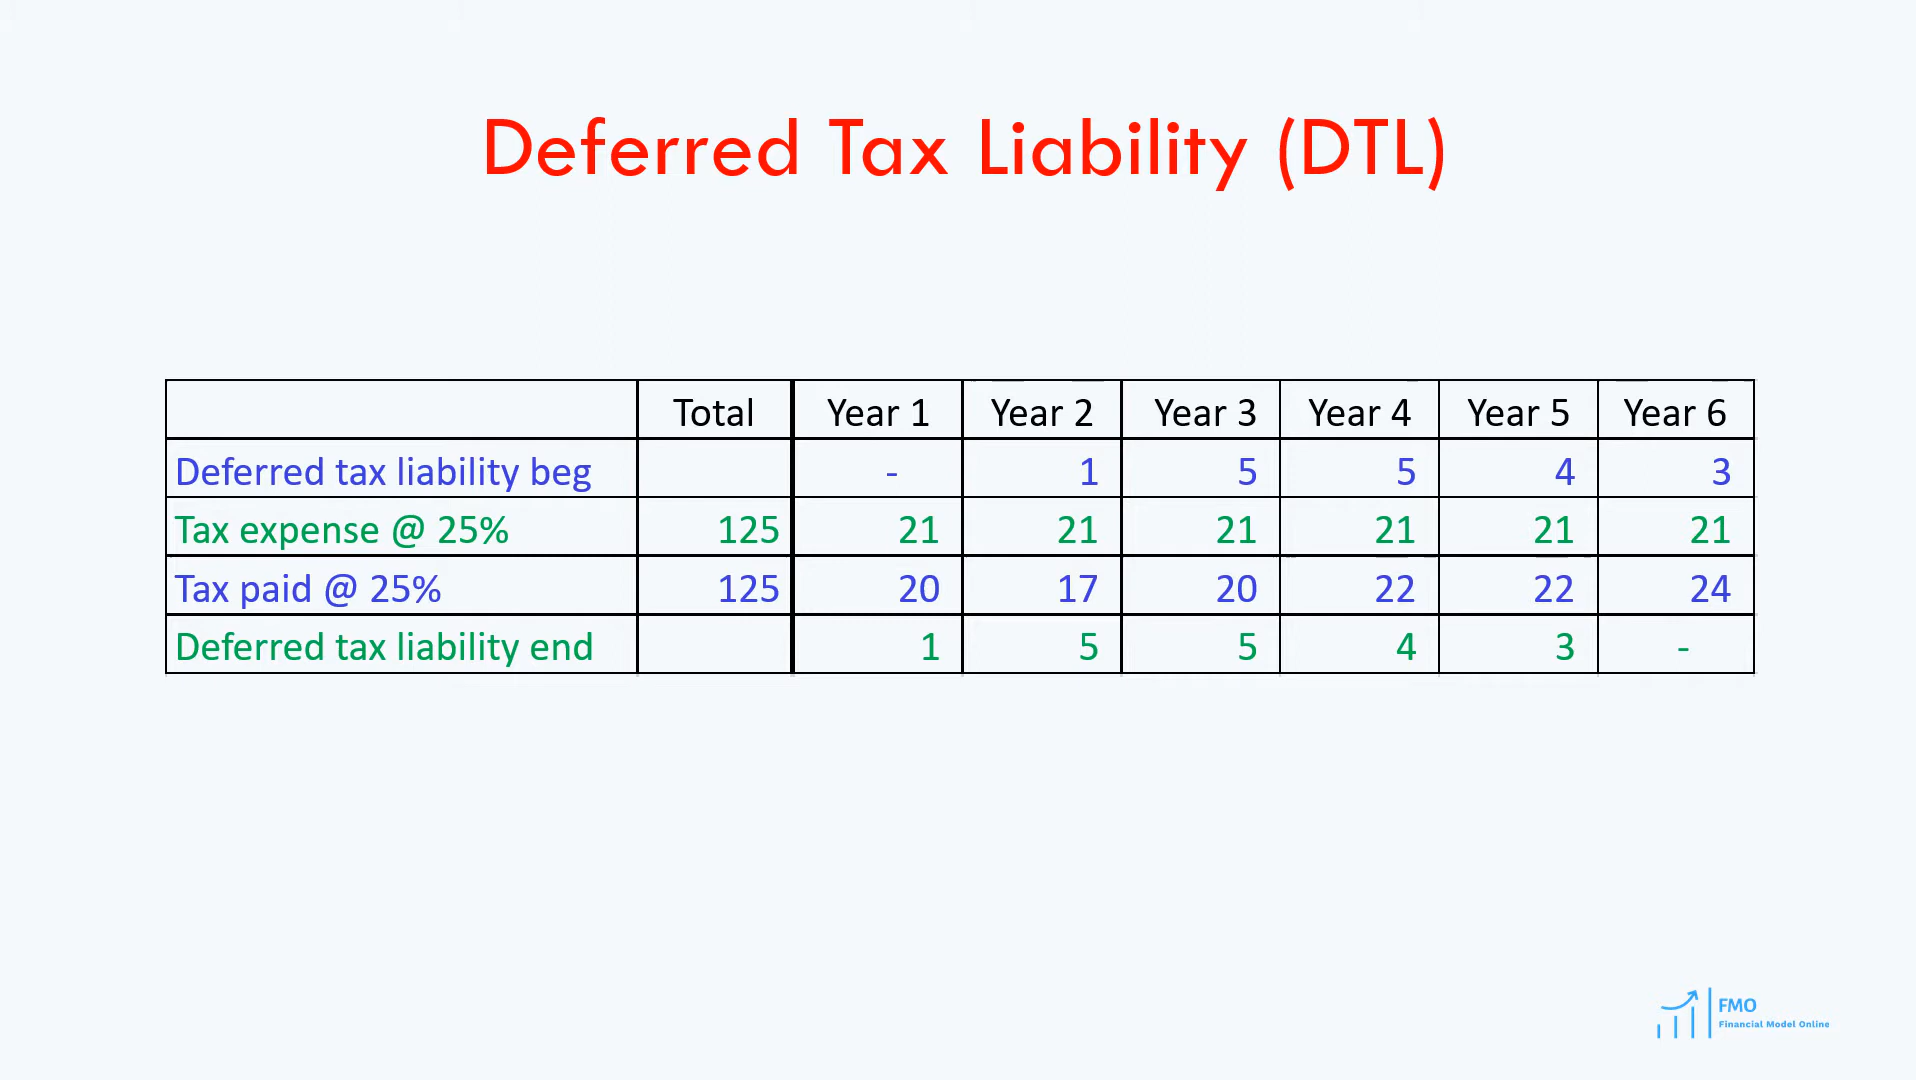 Deferred Tax Liability (DTL)
Total Year 1 Year 2 Year 3 Year 4 Year 5 Year 6
Deferred tax liability beg - 1 5 5 4 3
Tax expense @ 25% 125 21 21 21 21 21 21
Tax paid @ 25% 125 20 17 20 22 22 24
Deferred tax liability end 1 5 5 4 3 -
FMO
Financial Model Online